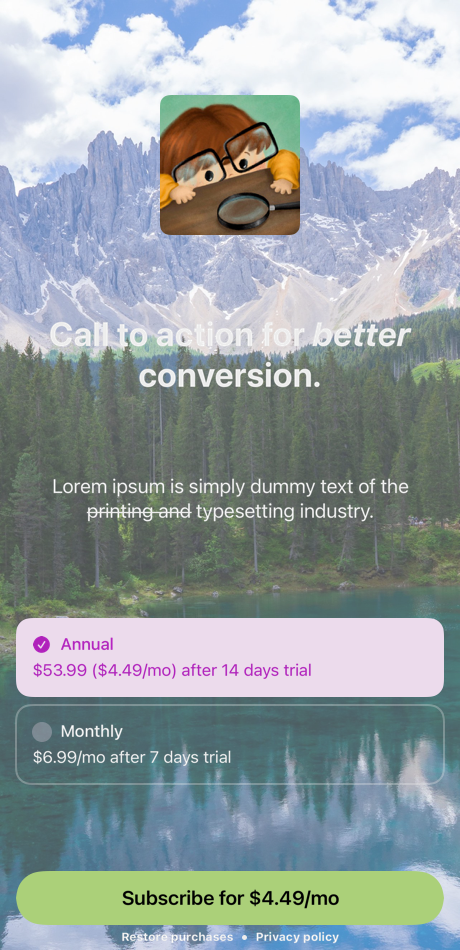 Call to action for better
conversion.
Lorem ipsum is simply dummy text of the
printing and typesetting industry.
Annual
$53.99 ($4.49/mo) after 14 days trial
Monthly
$6.99/mo after 7 days trial
Subscribe for $4.49/mo
Restore purchases • Privacy policy